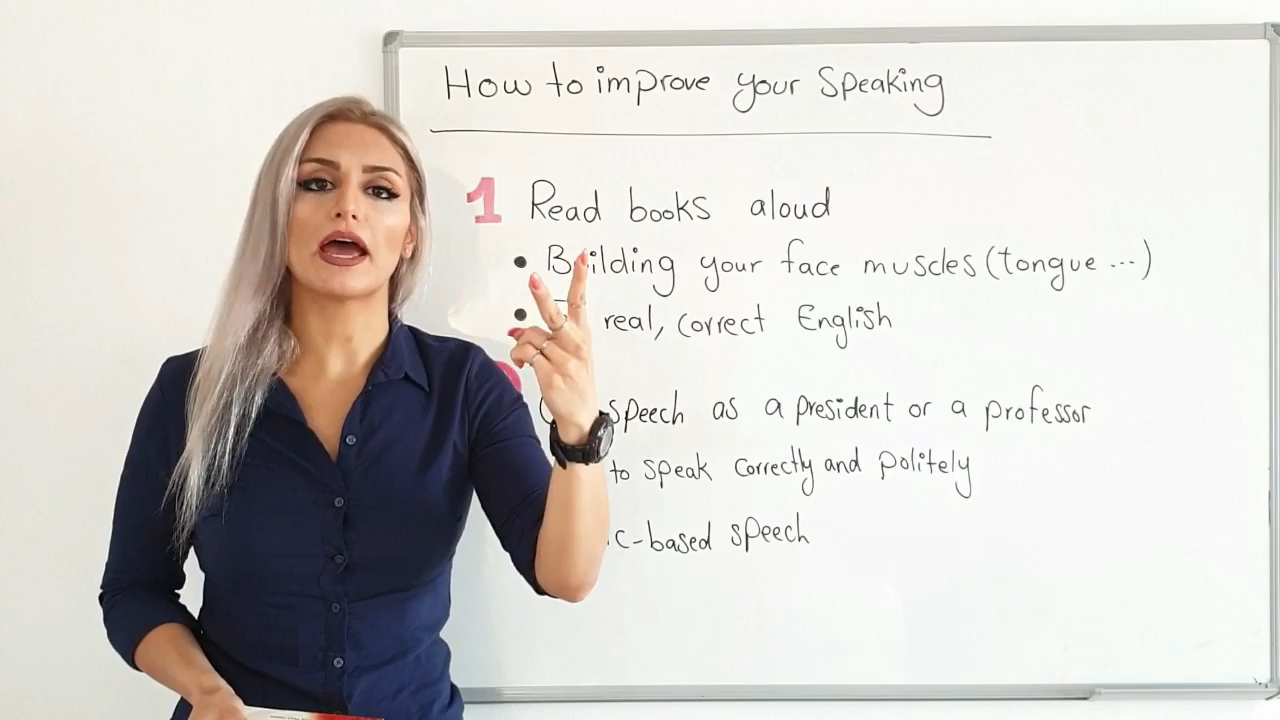 How to improve your speaking
1 Read books aloud
• Building your face muscles (tongue ...)
• real, correct English
speech as a president or a professor
to speak correctly and politely
c-based speech